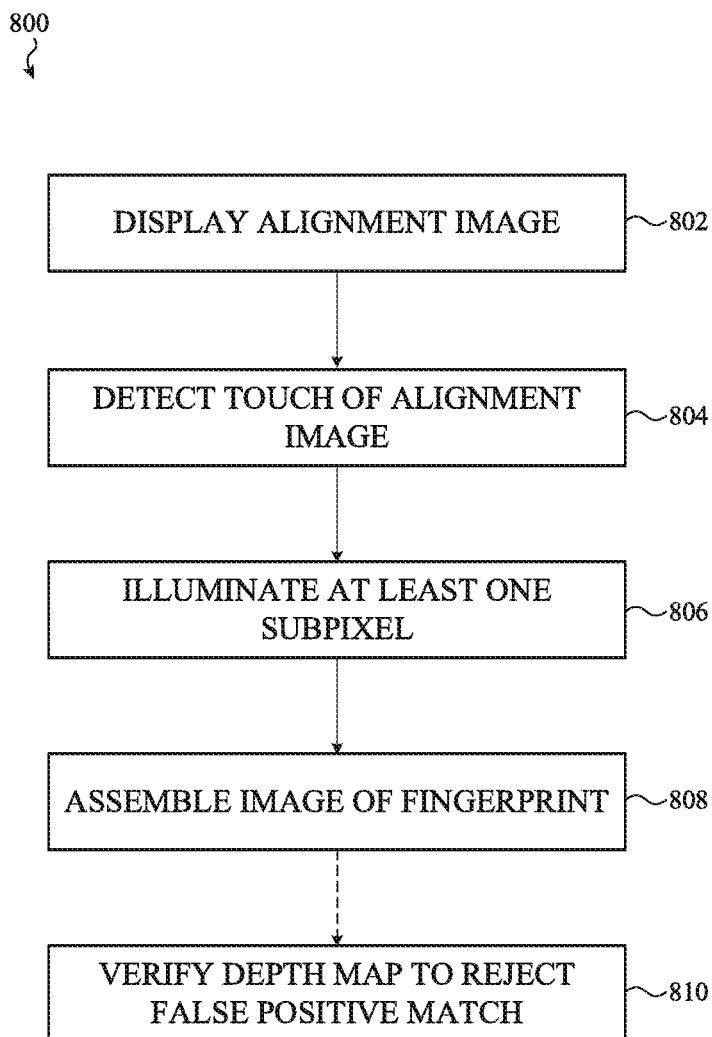 800
DISPLAY ALIGNMENT IMAGE
802
DETECT TOUCH OF ALIGNMENT
IMAGE
804
ILLUMINATE AT LEAST ONE
SUBPIXEL
806
ASSEMBLE IMAGE OF FINGERPRINT
808
VERIFY DEPTH MAP TO REJECT
FALSE POSITIVE MATCH
810